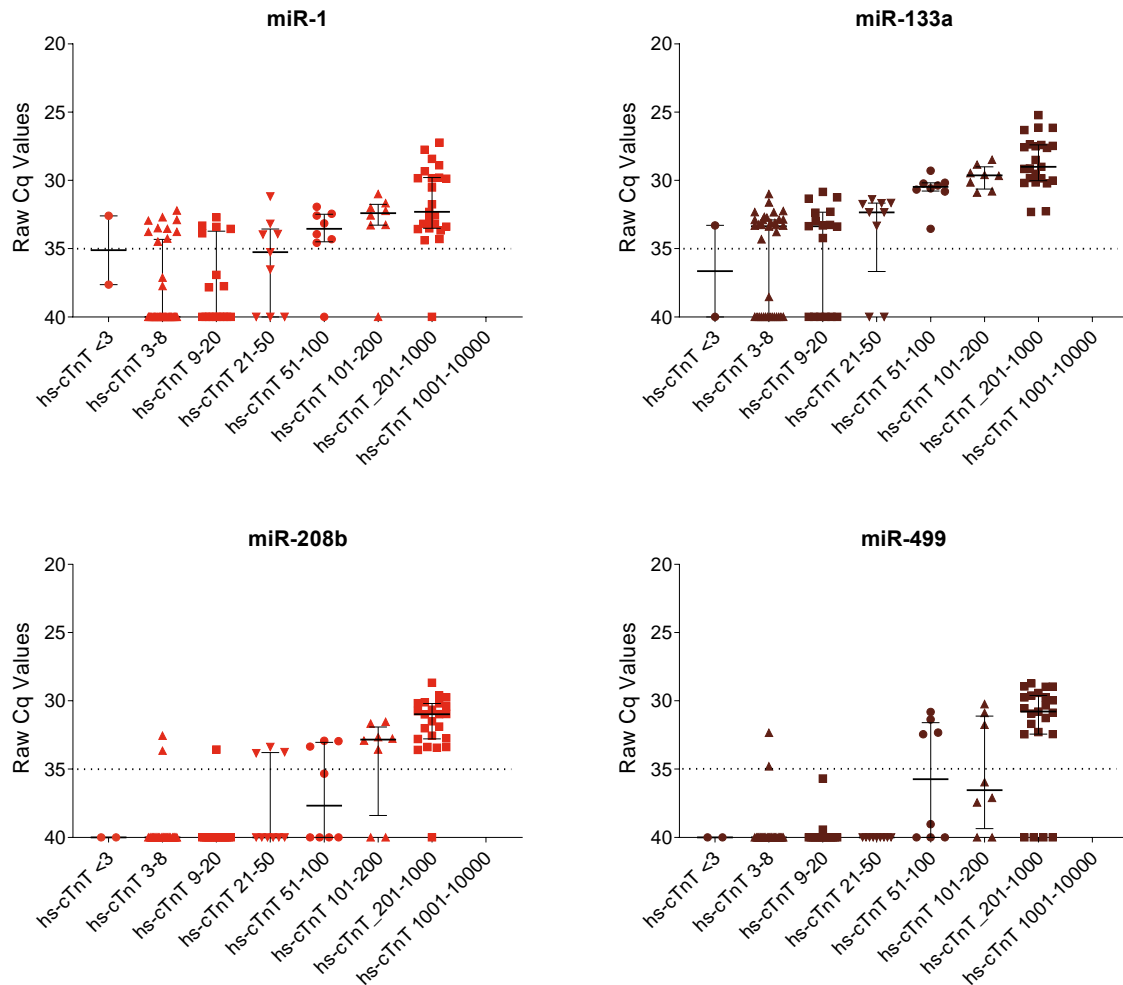 miR-1
Raw Cq Values
20
25
30
35
40
hs-cTnT <3
hs-cTnT 3-8
hs-cTnT 9-20
hs-cTnT 21-50
hs-cTnT 51-100
hs-cTnT 101-200
hs-cTnT_201-1000
hs-cTnT 1001-10000
miR-133a
Raw Cq Values
20
25
30
35
40
hs-cTnT <3
hs-cTnT 3-8
hs-cTnT 9-20
hs-cTnT 21-50
hs-cTnT 51-100
hs-cTnT 101-200
hs-cTnT_201-1000
hs-cTnT 1001-10000
miR-208b
Raw Cq Values
20
25
30
35
40
hs-cTnT <3
hs-cTnT 3-8
hs-cTnT 9-20
hs-cTnT 21-50
hs-cTnT 51-100
hs-cTnT 101-200
hs-cTnT_201-1000
hs-cTnT 1001-10000
miR-499
Raw Cq Values
20
25
30
35
40
hs-cTnT <3
hs-cTnT 3-8
hs-cTnT 9-20
hs-cTnT 21-50
hs-cTnT 51-100
hs-cTnT 101-200
hs-cTnT_201-1000
hs-cTnT 1001-10000